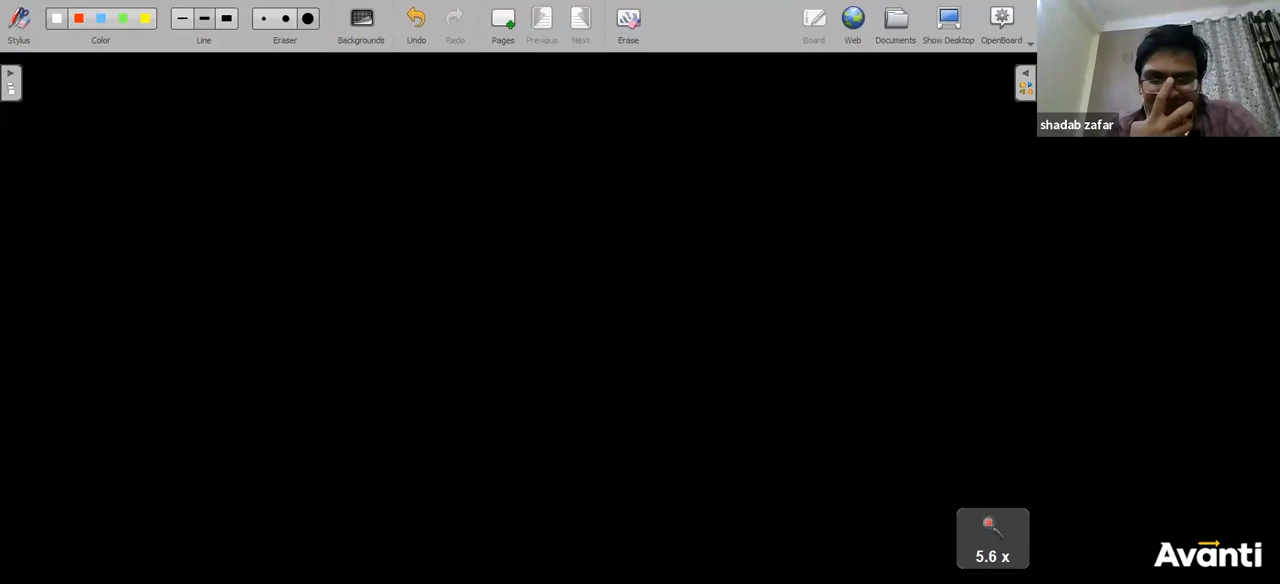 Stylus Color Line Eraser Backgrounds Undo Redo Pages Previous Next Erase Board Web Documents Show Desktop OpenBoard
shadab zafar
5.6 x
Avanti